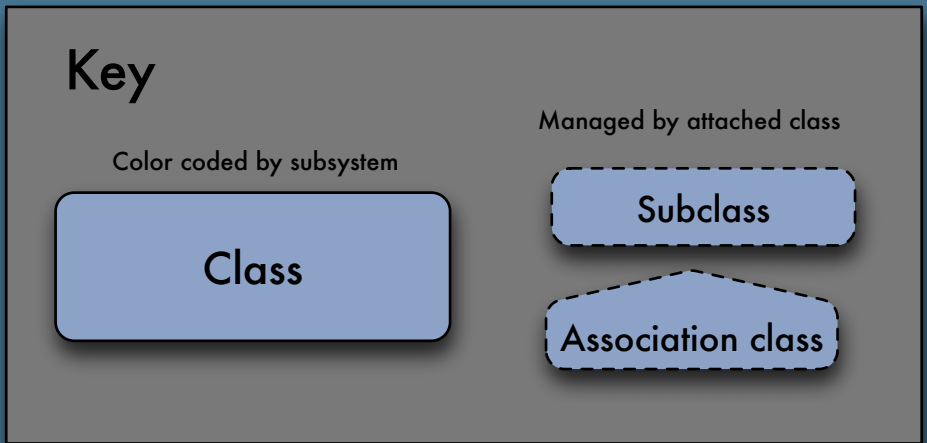 Key
Color coded by subsystem
Class
Managed by attached class
Subclass
Association class